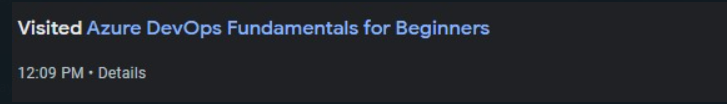 Visited Azure DevOps Fundamentals for Beginners
12:09 PM • Details